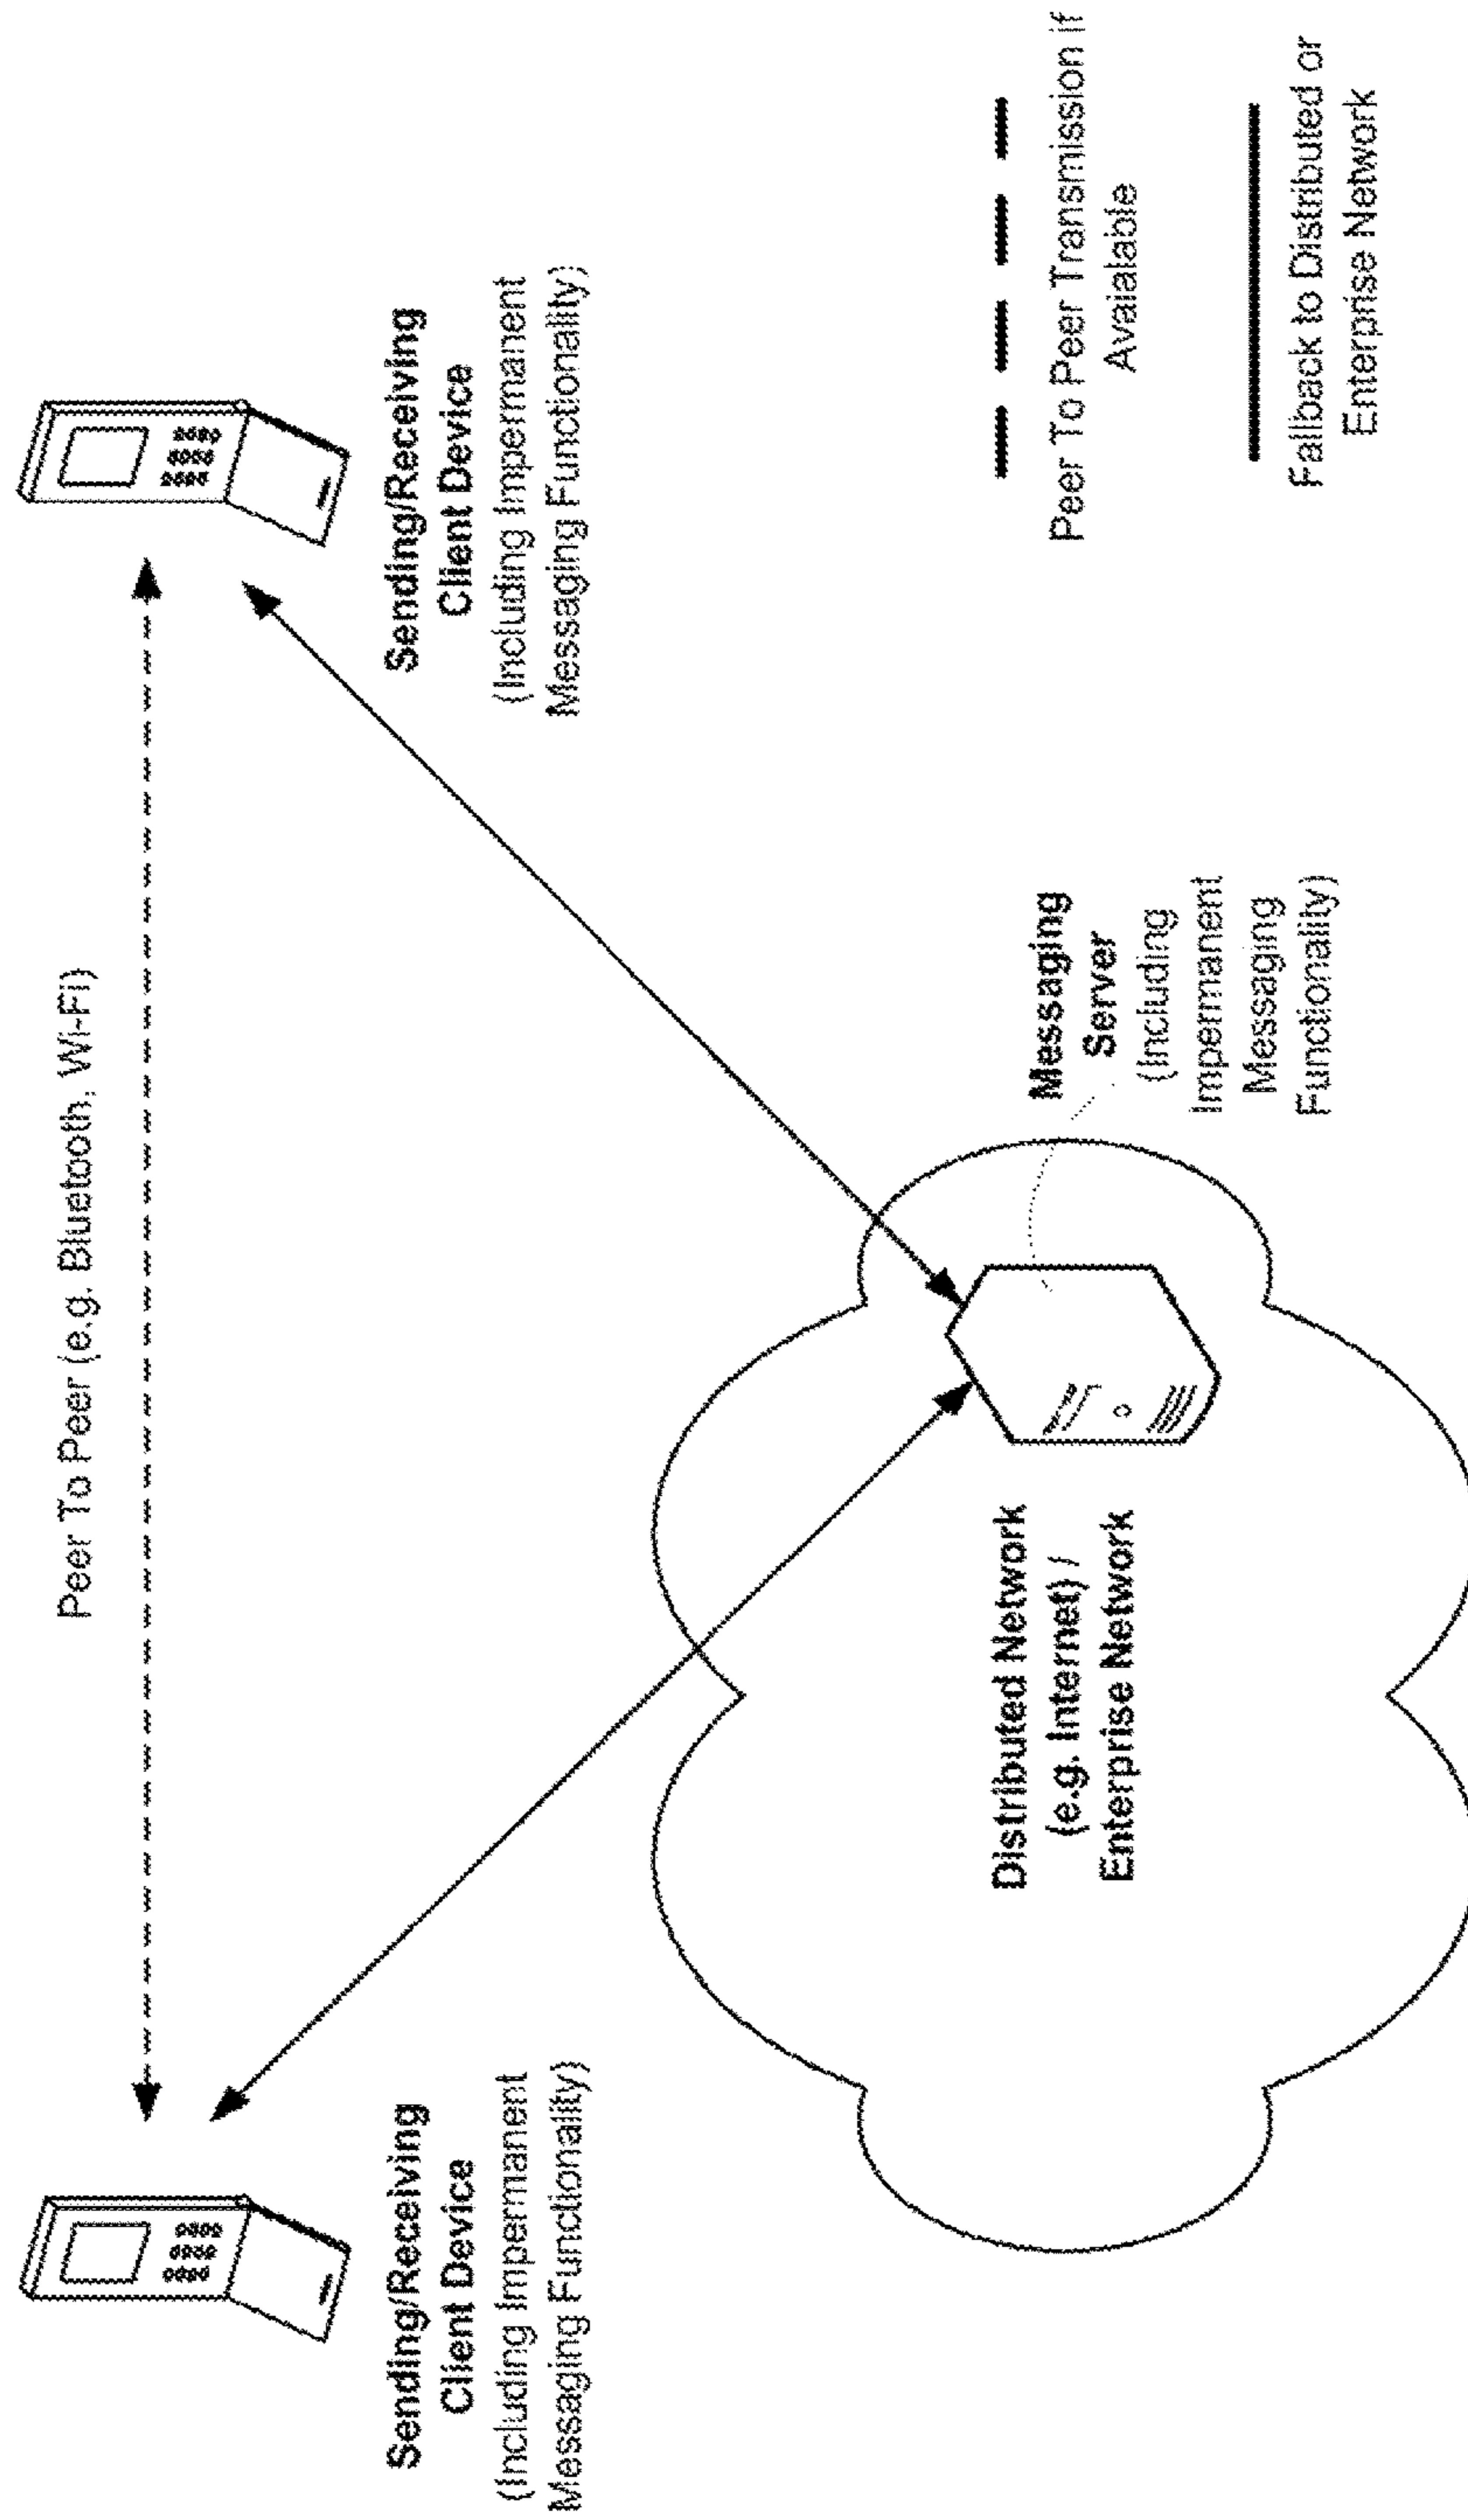 Peer To Peer (e.g. Bluetooth, Wi-Fi)
Sending/Receiving
Client Device
(Including Impermanent
Messaging Functionality)
Sending/Receiving
Client Device
(Including Impermanent
Messaging Functionality)
Distributed Network
(e.g. Internet) /
Enterprise Network
Messaging
Server
(Including
Impermanent
Messaging
Functionality)
Peer To Peer Transmission if
Avaialable
Fallback to Distributed or
Enterprise Network